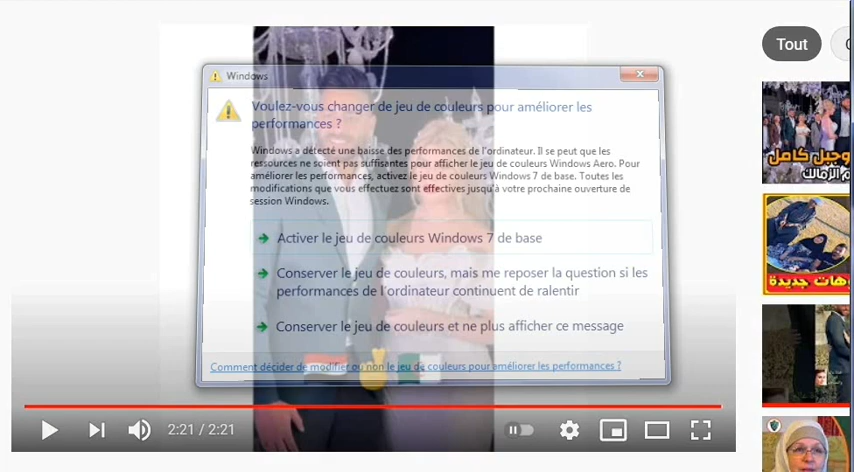 Windows
Voulez-vous changer de jeu de couleurs pour améliorer les
performances ?
Windows a détecté une baisse des performances de l'ordinateur. Il se peut que les
ressources ne soient pas suffisantes pour afficher le jeu de couleurs Windows Aero. Pour
améliorer les performances, activez le jeu de couleurs Windows 7 de base. Toutes les
modifications que vous effectuez sont effectives jusqu'à votre prochaine ouverture de
session Windows.
Activer le jeu de couleurs Windows 7 de base
Conserver le jeu de couleurs, mais me reposer la question si les
performances de l'ordinateur continuent de ralentir
Conserver le jeu de couleurs et ne plus afficher ce message
Comment décider de modifier ou non le jeu de couleurs pour améliorer les performances ?
2:21 / 2:21
Tout
وجبل كامل
م الزمالك
وهات جديدة